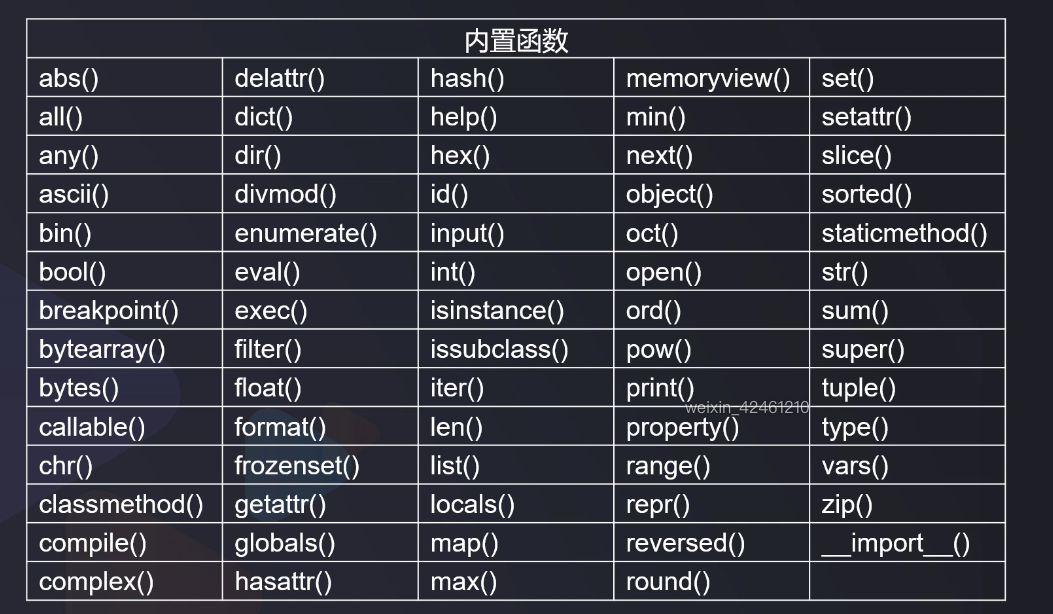 内置函数
abs() delattr() hash() memoryview() set()
all() dict() help() min() setattr()
any() dir() hex() next() slice()
ascii() divmod() id() object() sorted()
bin() enumerate() input() oct() staticmethod()
bool() eval() int() open() str()
breakpoint() exec() isinstance() ord() sum()
bytearray() filter() issubclass() pow() super()
bytes() float() iter() print() tuple()
weixin_42461210
callable() format() len() property() type()
chr() frozenset() list() range() vars()
classmethod() getattr() locals() repr() zip()
compile() globals() map() reversed() __import__()
complex() hasattr() max() round()